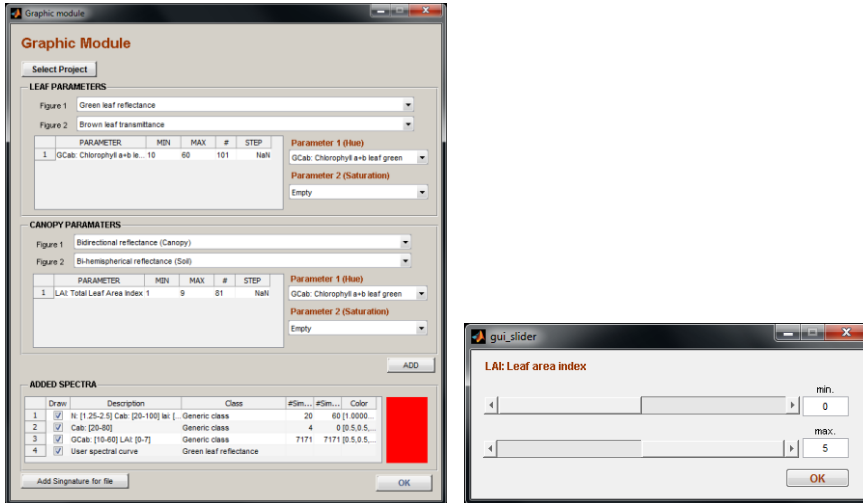 Graphic module
Graphic Module
Select Project
LEAF PARAMETERS
Figure 1 Green leaf reflectance
Figure 2 Brown leaf transmittance
PARAMETER MIN MAX # STEP
1 GCab: Chlorophyll a+b le... 10 60 101 NaN
Parameter 1 (Hue)
GCab: Chlorophyll a+b leaf green
Parameter 2 (Saturation)
Empty
CANOPY PARAMATERS
Figure 1 Bidirectional reflectance (Canopy)
Figure 2 Bi-hemispherical reflectance (Soil)
PARAMETER MIN MAX # STEP
1 LAI: Total Leaf Area Index 1 9 81 NaN
Parameter 1 (Hue)
GCab: Chlorophyll a+b leaf green
Parameter 2 (Saturation)
Empty
ADD
ADDED SPECTRA
Draw Description Class #Sim... #Sim... Color
1 N: [1.25-2.5] Cab: [20-100] lai: [... Generic class 20 60 [1.0000...
2 Cab: [20-80] Generic class 4 0 [0.5,0.5,...
3 GCab: [10-60] LAI: [0-7] Generic class 7171 7171 [0.5,0.5,...
4 User spectral curve Green leaf reflectance
Add Singnature for file
OK
gui_slider
LAI: Leaf area index
min.
0
max.
5
OK